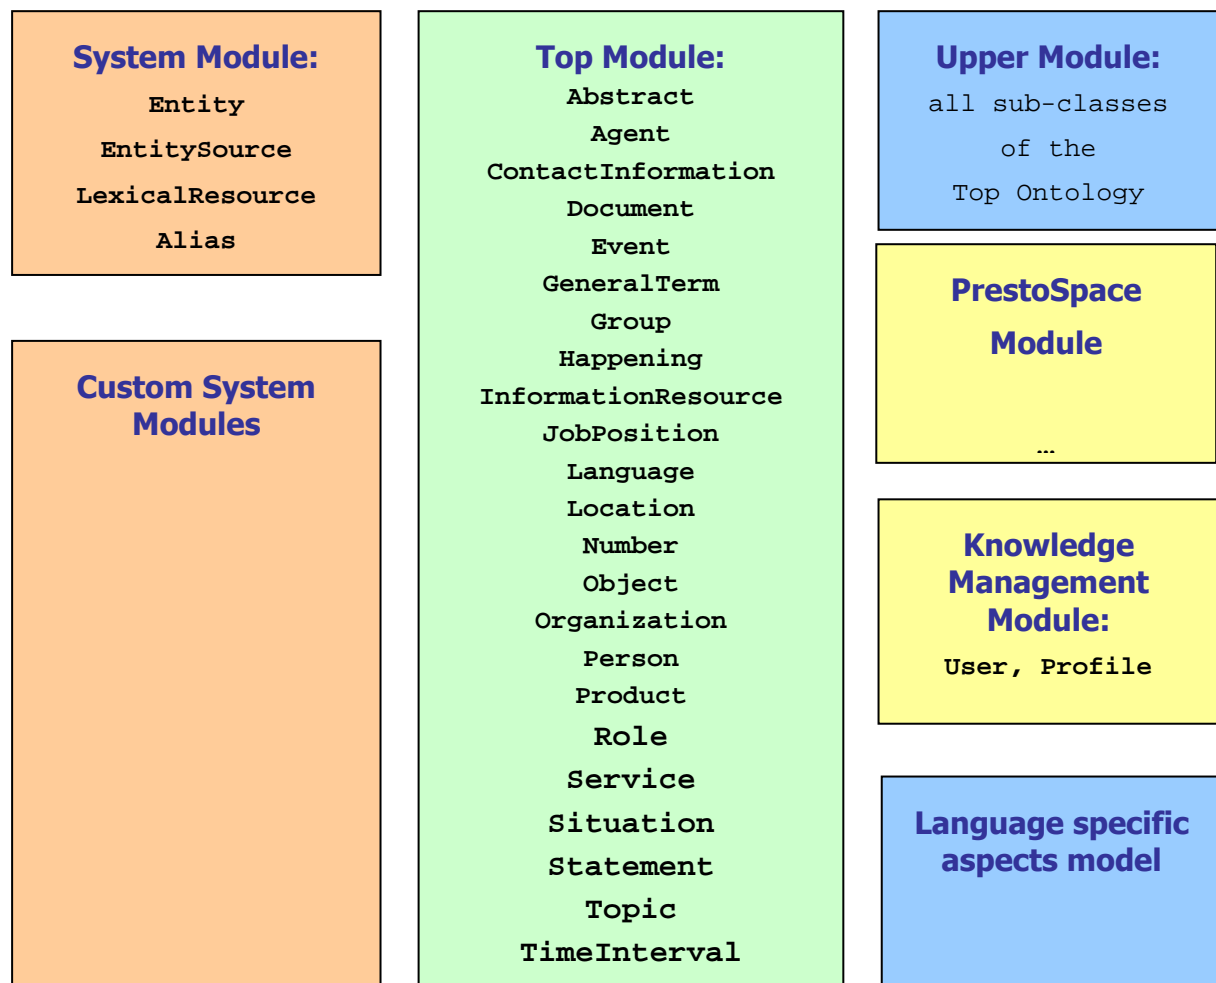 System Module:
Entity
EntitySource
LexicalResource
Alias
Custom System
Modules
Top Module:
Abstract
Agent
ContactInformation
Document
Event
GeneralTerm
Group
Happening
InformationResource
JobPosition
Language
Location
Number
Object
Organization
Person
Product
Role
Service
Situation
Statement
Topic
TimeInterval
Upper Module:
all sub-classes
of the
Top Ontology
PrestoSpace
Module
…
Knowledge
Management
Module:
User, Profile
Language specific
aspects model